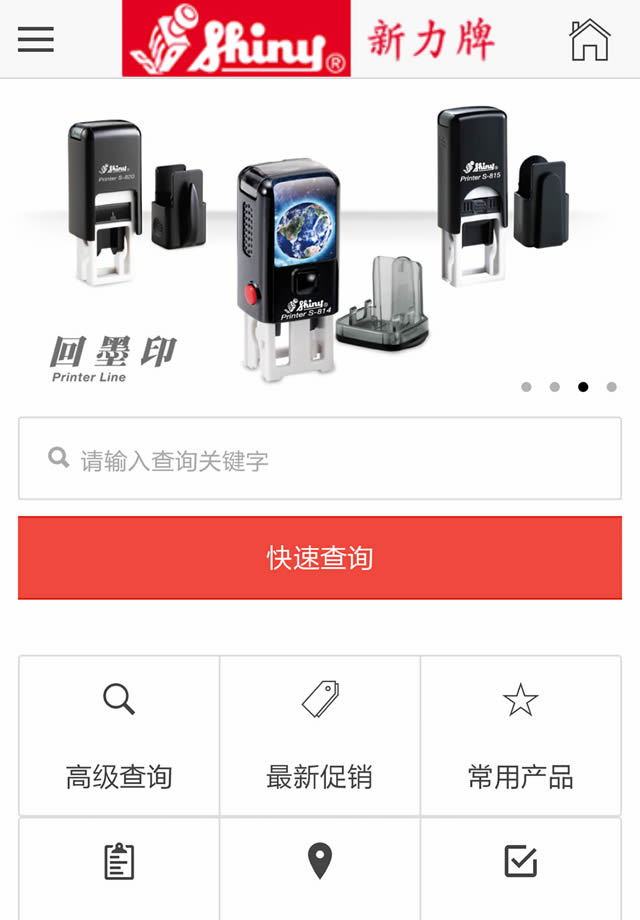 Shiny®
新力牌
Shiny
Printer S-820
Shiny®
Printer S-815
Shiny®
Printer S-814
回墨印
Printer Line
请输入查询关键字
快速查询
高级查询
最新促销
常用产品